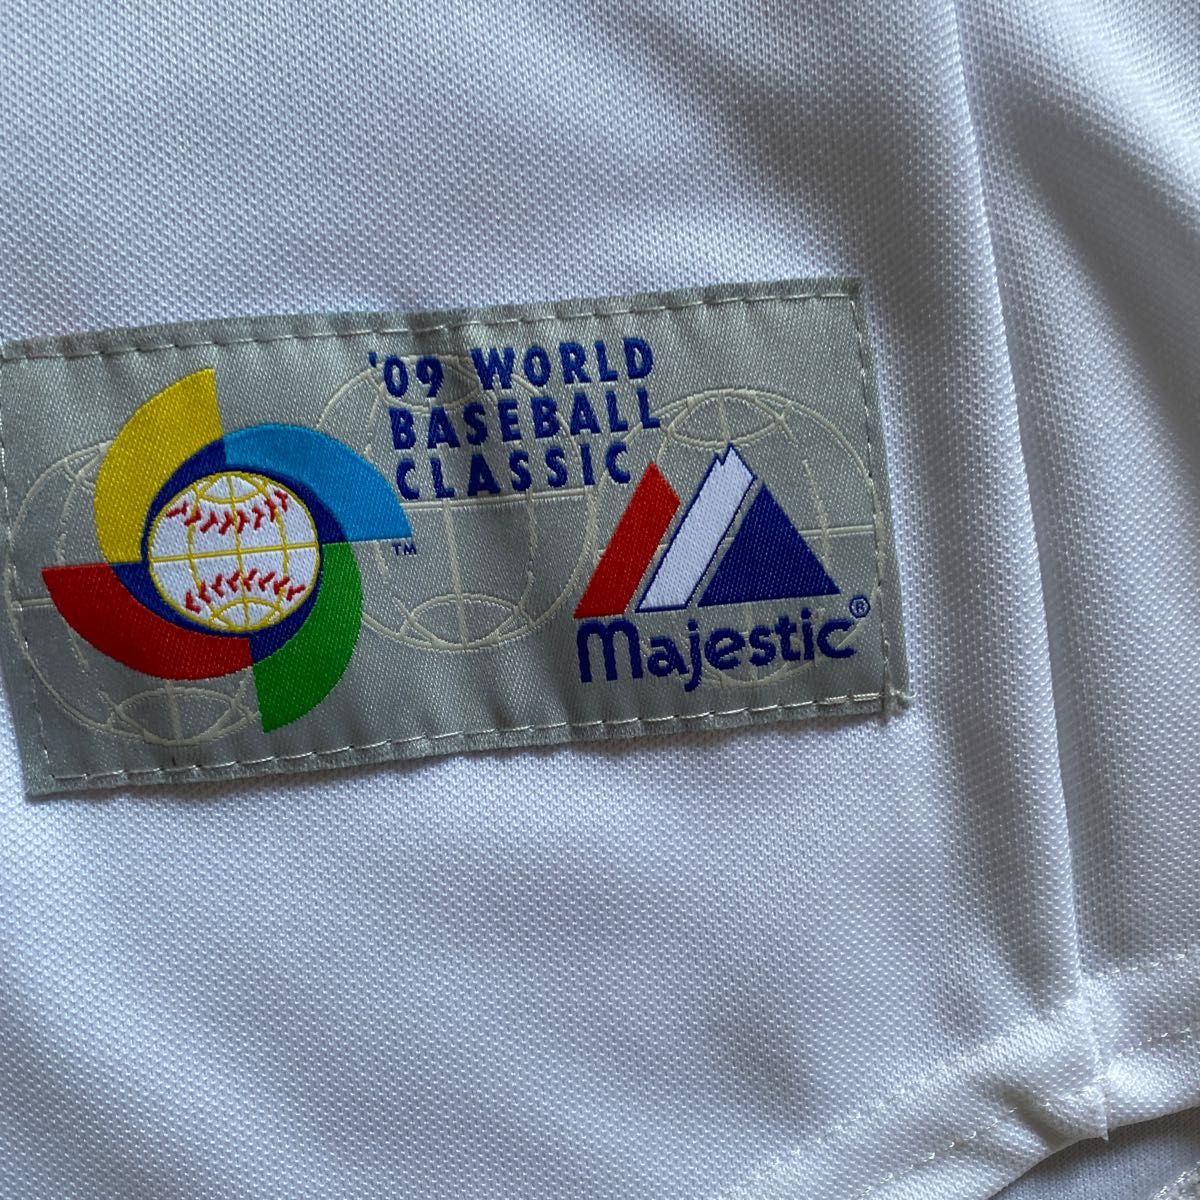 '09 WORLD
BASEBALL
CLASSIC
TM
Majestic®